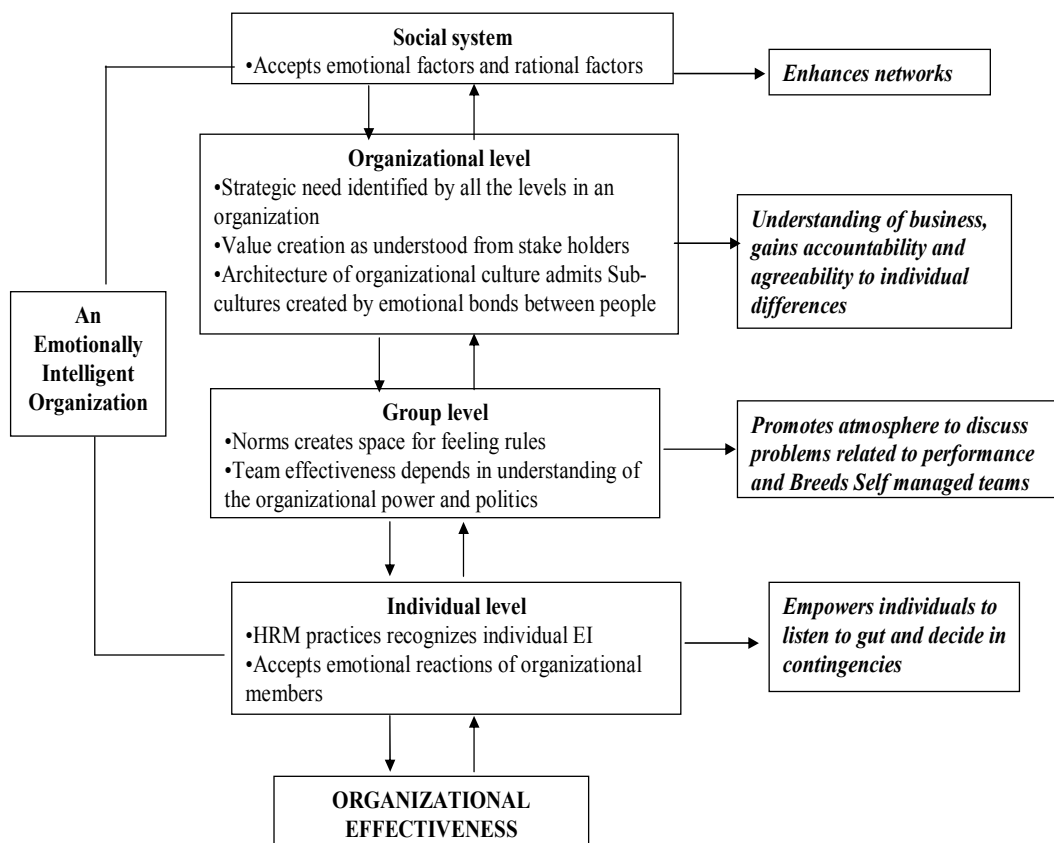 Social system
•Accepts emotional factors and rational factors
Enhances networks
Organizational level
•Strategic need identified by all the levels in an
organization
•Value creation as understood from stake holders
•Architecture of organizational culture admits Sub-
cultures created by emotional bonds between people
Understanding of business,
gains accountability and
agreeability to individual
differences
An
Emotionally
Intelligent
Organization
Group level
•Norms creates space for feeling rules
•Team effectiveness depends in understanding of
the organizational power and politics
Promotes atmosphere to discuss
problems related to performance
and Breeds Self managed teams
Individual level
•HRM practices recognizes individual EI
•Accepts emotional reactions of organizational
members
Empowers individuals to
listen to gut and decide in
contingencies
ORGANIZATIONAL
EFFECTIVENESS